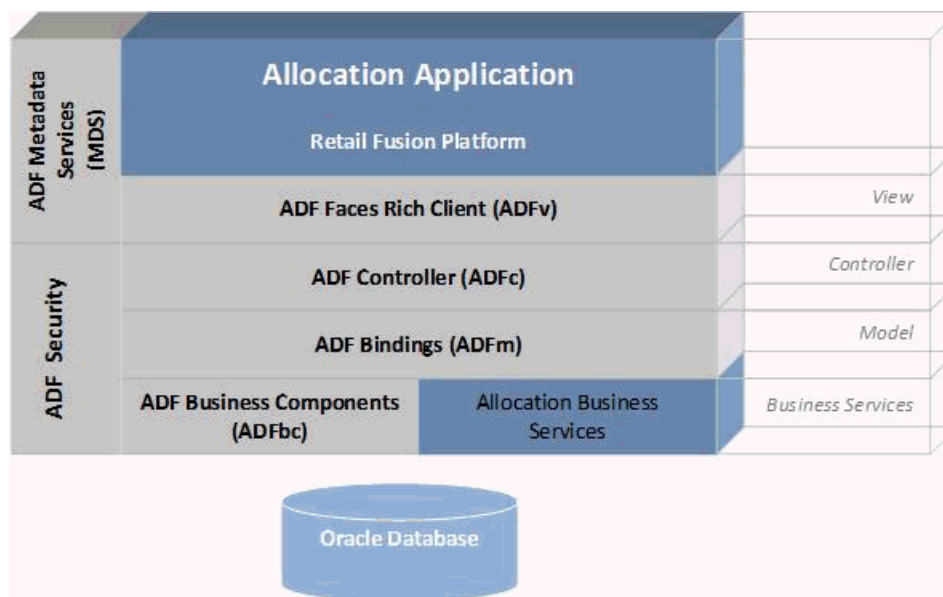 ADF Metadata
Services
(MDS)
Allocation Application
Retail Fusion Platform
ADF Faces Rich Client (ADFv)
View
ADF Security
ADF Controller (ADFc)
Controller
ADF Bindings (ADFm)
Model
ADF Business Components
(ADFbc)
Allocation Business
Services
Business Services
Oracle Database